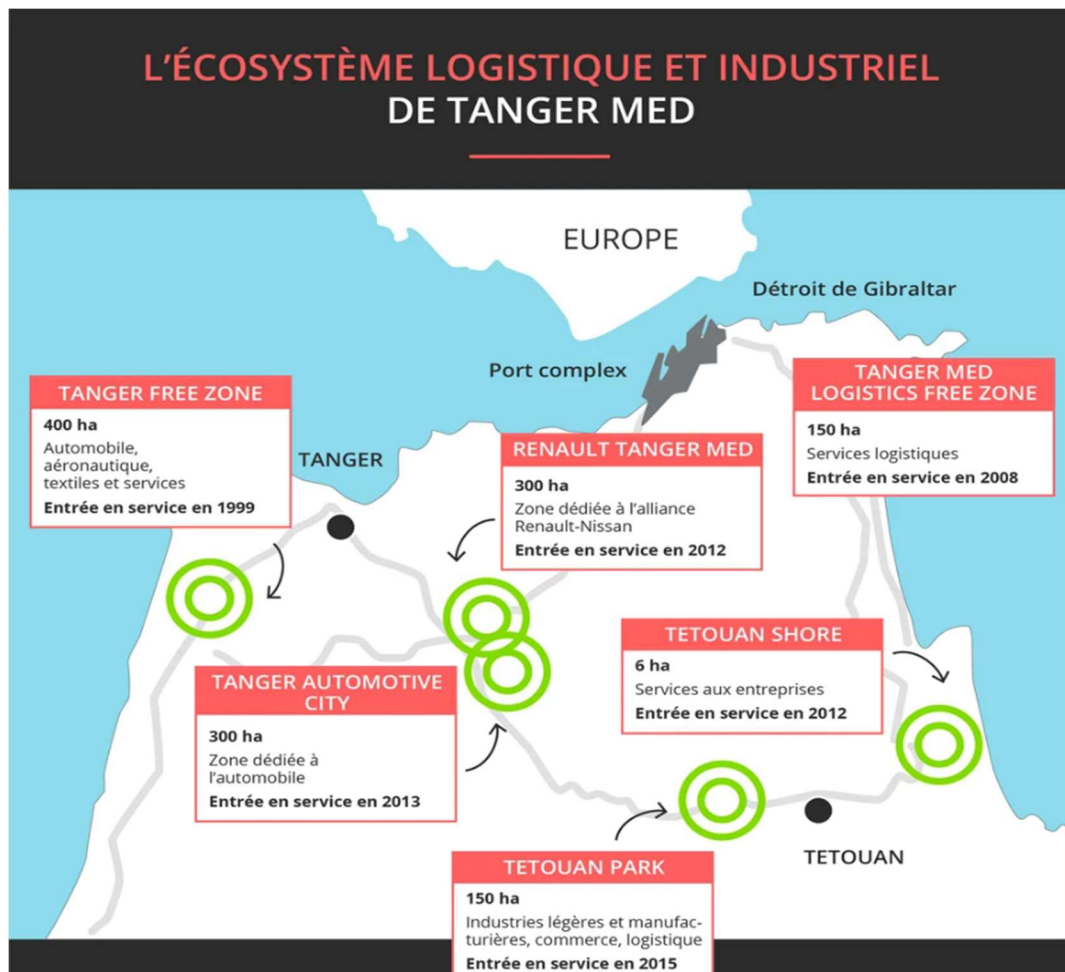 L'ÉCOSYSTÈME LOGISTIQUE ET INDUSTRIEL
DE TANGER MED
EUROPE
Détroit de Gibraltar
Port complex
TANGER FREE ZONE
400 ha
Automobile,
aéronautique,
textiles et services
Entrée en service en 1999
TANGER
RENAULT TANGER MED
300 ha
Zone dédiée à l'alliance
Renault-Nissan
Entrée en service en 2012
TANGER MED
LOGISTICS FREE ZONE
150 ha
Services logistiques
Entrée en service en 2008
TANGER AUTOMOTIVE
CITY
300 ha
Zone dédiée à
l'automobile
Entrée en service en 2013
TETOUAN SHORE
6 ha
Services aux entreprises
Entrée en service en 2012
TETOUAN
TETOUAN PARK
150 ha
Industries légères et manufac-
turières, commerce, logistique
Entrée en service en 2015